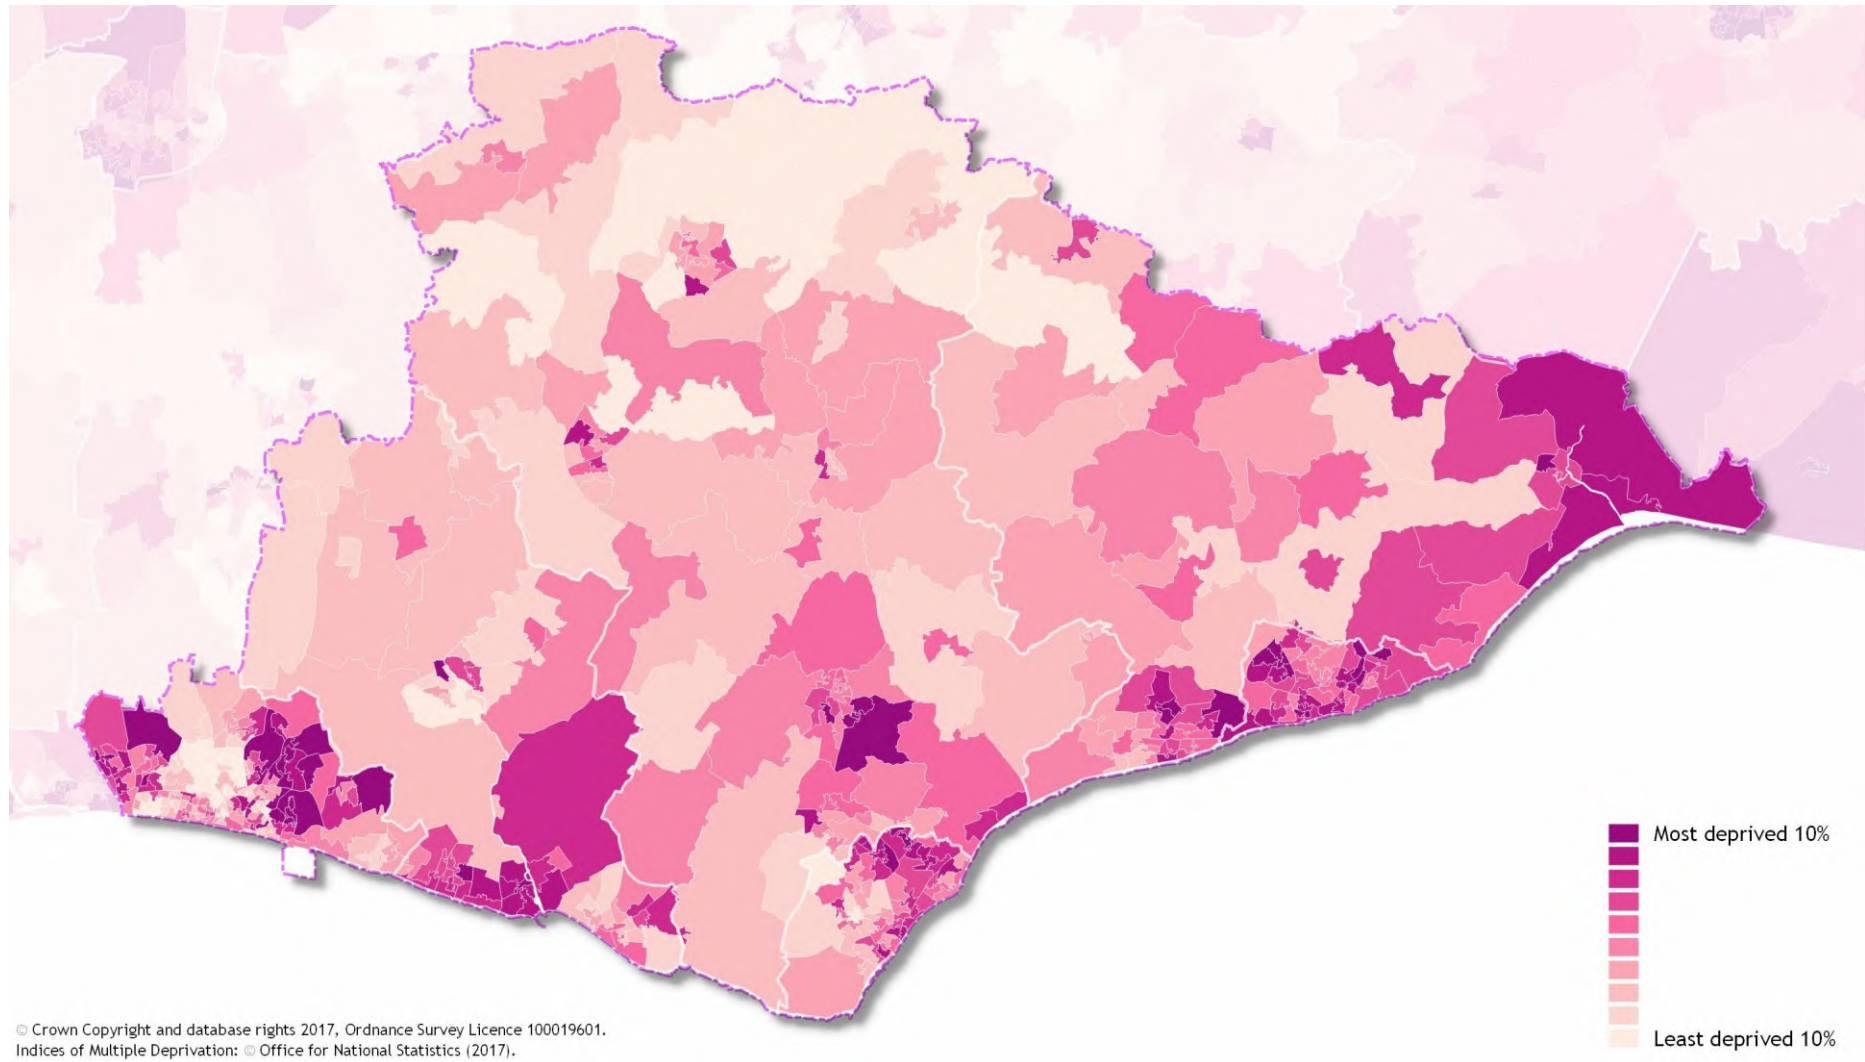 Most deprived 10%
Least deprived 10%
© Crown Copyright and database rights 2017, Ordnance Survey Licence 100019601.
Indices of Multiple Deprivation: © Office for National Statistics (2017).